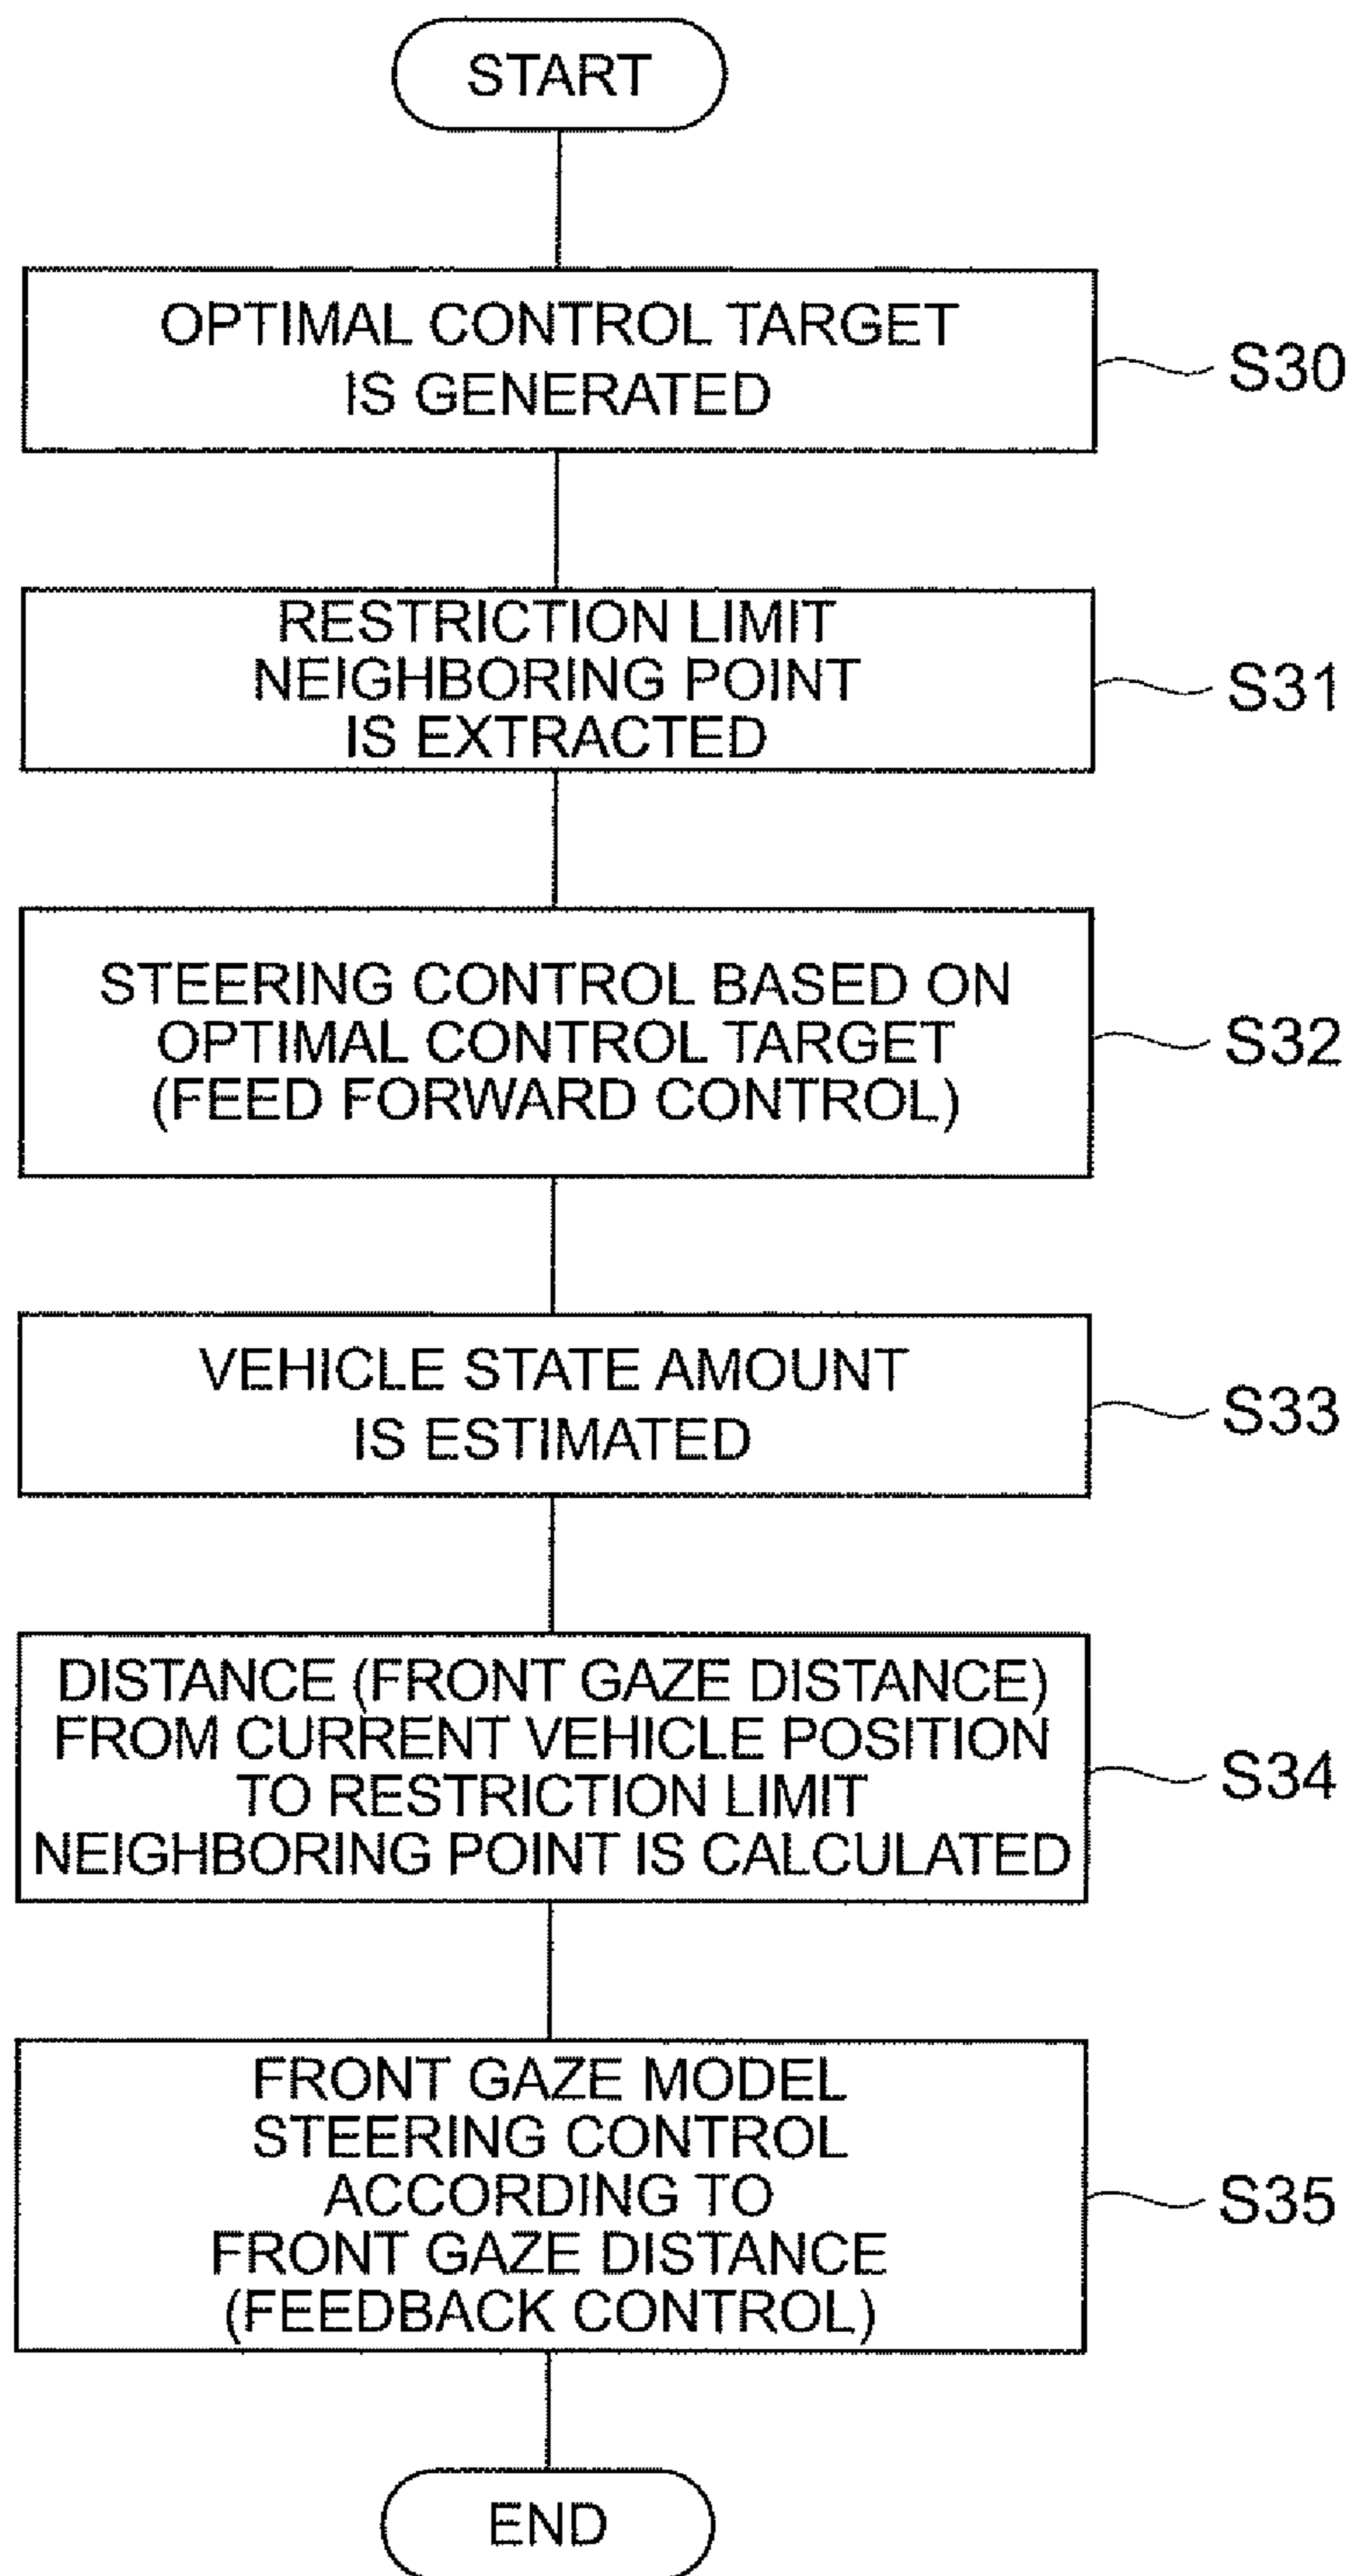 START
OPTIMAL CONTROL TARGET
IS GENERATED
S30
RESTRICTION LIMIT
NEIGHBORING POINT
IS EXTRACTED
S31
STEERING CONTROL BASED ON
OPTIMAL CONTROL TARGET
(FEED FORWARD CONTROL)
S32
VEHICLE STATE AMOUNT
IS ESTIMATED
S33
DISTANCE (FRONT GAZE DISTANCE)
FROM CURRENT VEHICLE POSITION
TO RESTRICTION LIMIT
NEIGHBORING POINT IS CALCULATED
S34
FRONT GAZE MODEL
STEERING CONTROL
ACCORDING TO
FRONT GAZE DISTANCE
(FEEDBACK CONTROL)
S35
END